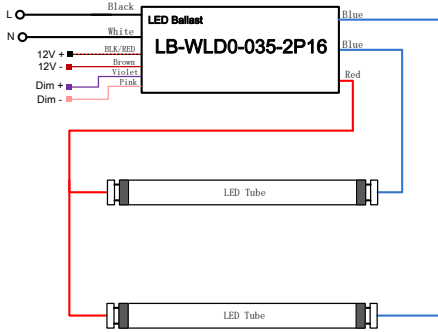 L
Black
N
White
12V +
BLK/RED
12V -
Brown
Dim +
Violet
Dim -
Pink
LED Ballast
LB-WLD0-035-2P16
Blue
Blue
Red
LED Tube
LED Tube